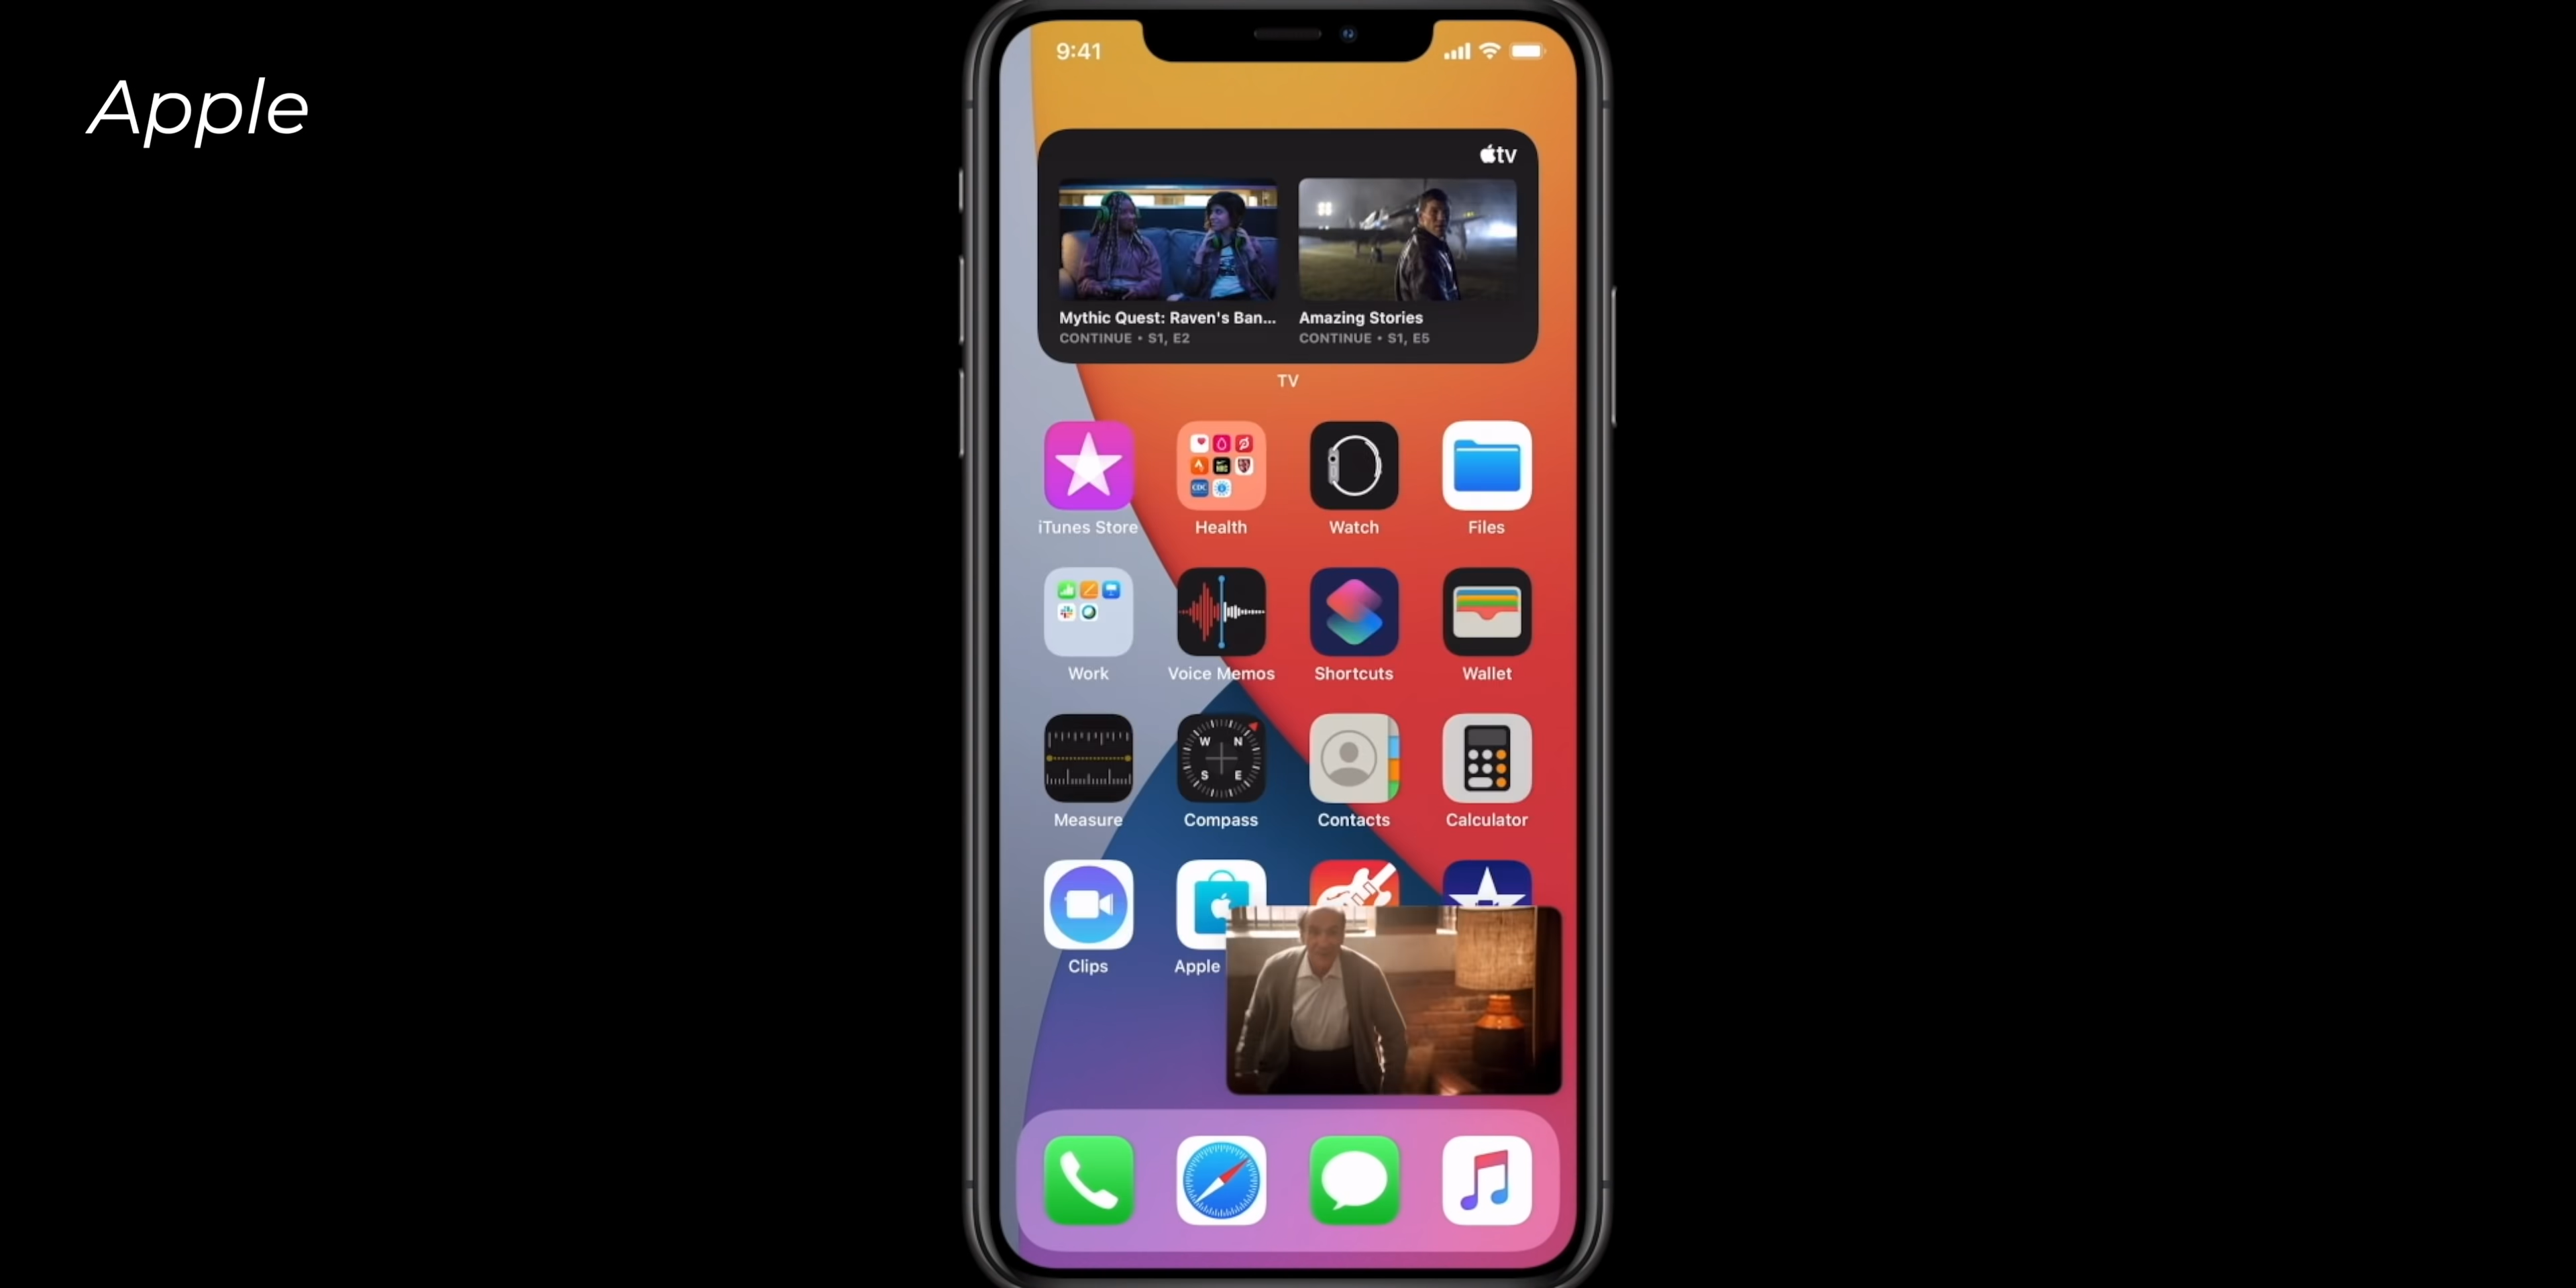 Apple
9:41
tv
Mythic Quest: Raven's Ban... Amazing Stories
CONTINUE • S1, E2 CONTINUE • S1, E5
TV
iTunes Store Health Watch Files
Work Voice Memos Shortcuts Wallet
W N
S E
Measure Compass Contacts Calculator
Clips Apple